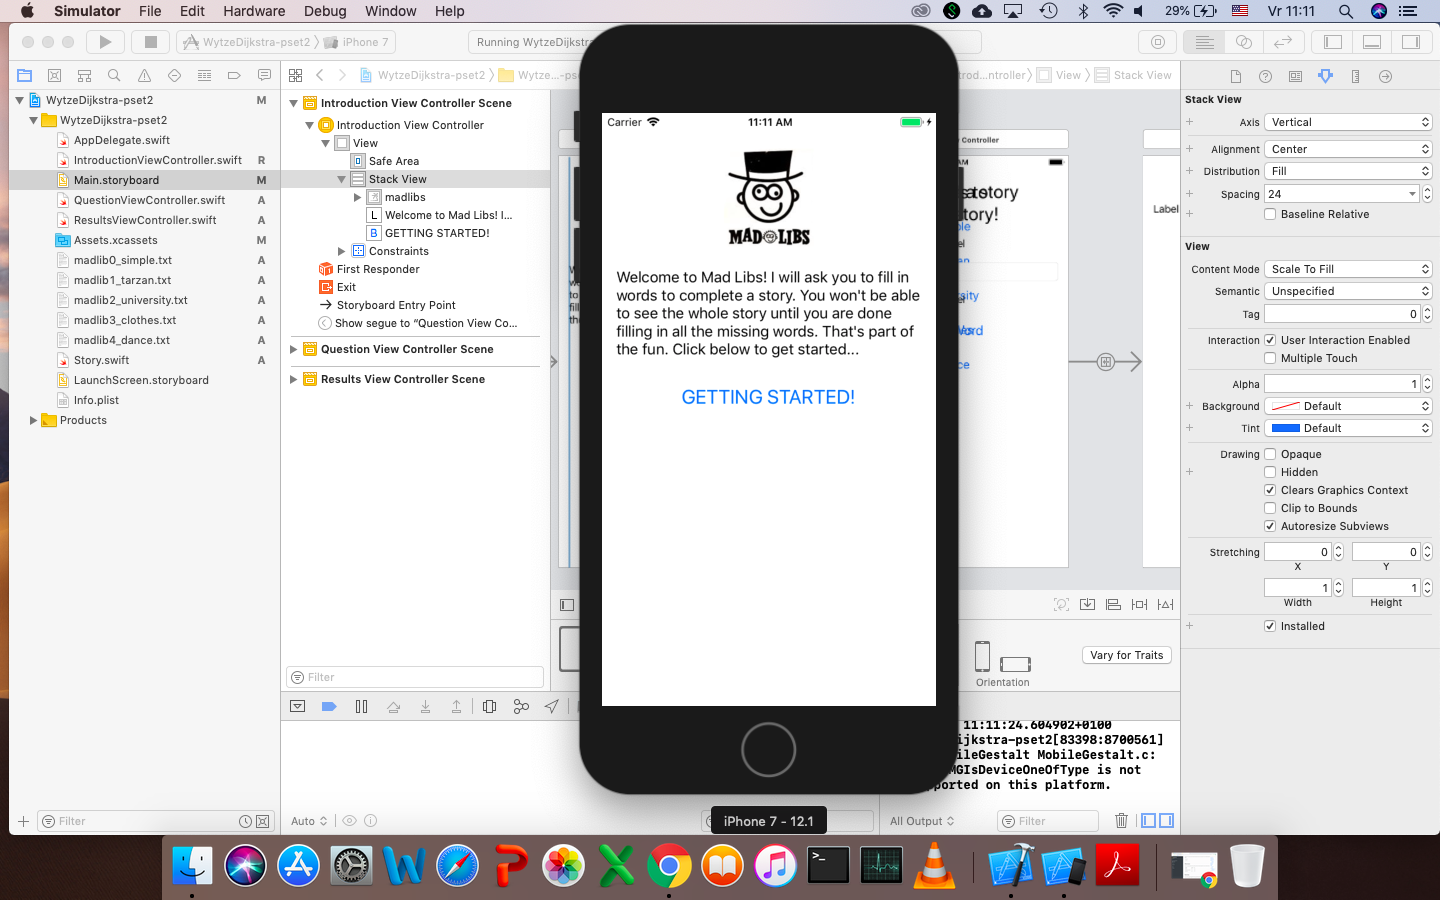 Simulator File Edit Hardware Debug Window Help 29% Vr 11:11
WytzeDijkstra-pset2 iPhone 7
Running WytzeDijkstra
WytzeDijkstra-pset2
WytzeDijkstra-pset2
AppDelegate.swift
IntroductionViewController.swift R
Main.storyboard M
QuestionViewController.swift A
ResultsViewController.swift A
Assets.xcassets M
madlib0_simple.txt A
madlib1_tarzan.txt A
madlib2_university.txt A
madlib3_clothes.txt A
madlib4_dance.txt A
Story.swift A
LaunchScreen.storyboard
Info.plist
Products
Filter
WytzeDijkstra-pset2 Wytze...-ps
Introduction View Controller Scene
Introduction View Controller
View
Safe Area
Stack View
madlibs
L Welcome to Mad Libs! I...
B GETTING STARTED!
Constraints
First Responder
Exit
Storyboard Entry Point
Show segue to “Question View Co...
Question View Controller Scene
Results View Controller Scene
Filter
Auto
Carrier 11:11 AM
MAD LIBS
Welcome to Mad Libs! I will ask you to fill in
words to complete a story. You won't be able
to see the whole story until you are done
filling in all the missing words. That's part of
the fun. Click below to get started...
GETTING STARTED!
iPhone 7 - 12.1
View Stack View
Controller
Label
Vary for Traits
Orientation
11:11:24.604902+0100
ijkstra-pset2[83398:8700561]
ileGestalt MobileGestalt.c:
MGIsDeviceOneOfType is not
ported on this platform.
All Output Filter
Stack View
Axis Vertical
Alignment Center
Distribution Fill
Spacing 24
Baseline Relative
View
Content Mode Scale To Fill
Semantic Unspecified
Tag 0
Interaction User Interaction Enabled
Multiple Touch
Alpha 1
Background Default
Tint Default
Drawing Opaque
Hidden
Clears Graphics Context
Clip to Bounds
Autoresize Subviews
Stretching 0 0
X Y
1 1
Width Height
Installed